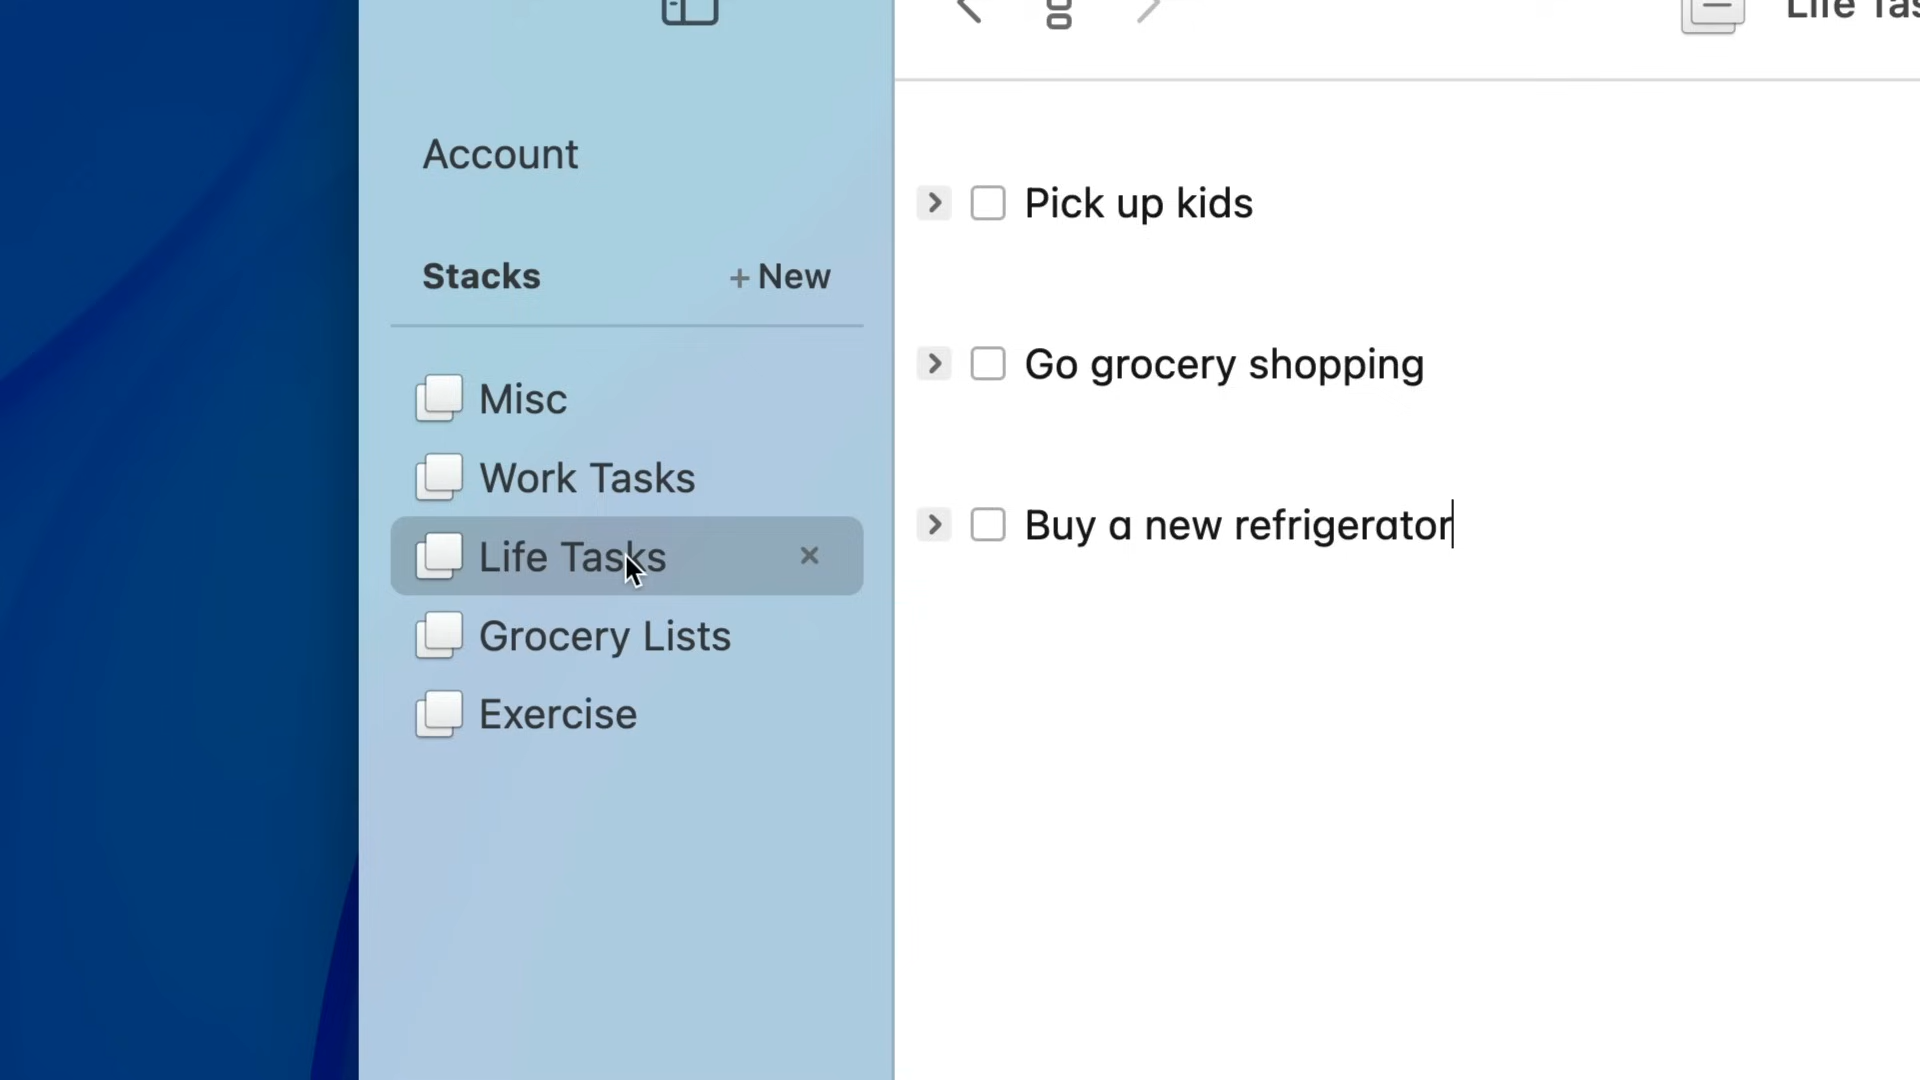 Account
Stacks
+ New
Misc
Work Tasks
Life Tasks
Grocery Lists
Exercise
Pick up kids
Go grocery shopping
Buy a new refrigerator